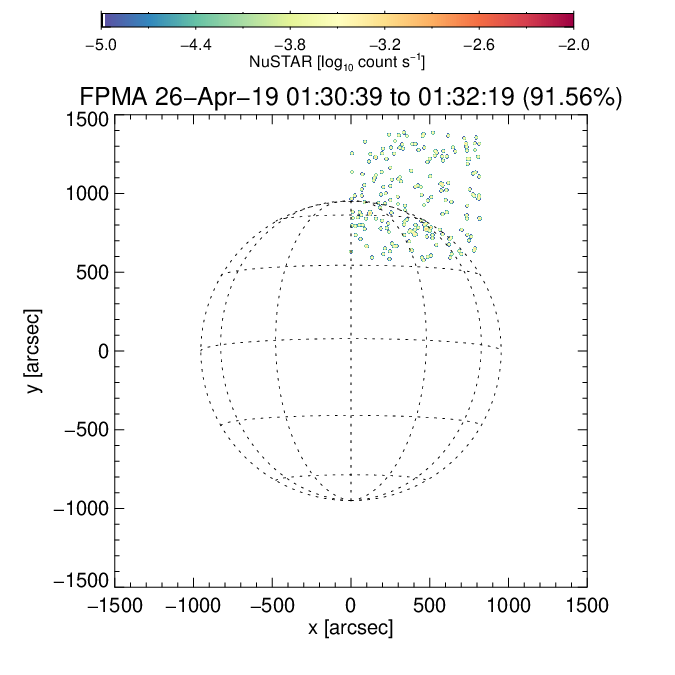 −5.0 −4.4 −3.8 −3.2 −2.6 −2.0
NuSTAR [log₁₀ count s⁻¹]
FPMA 26−Apr−19 01:30:39 to 01:32:19 (91.56%)
1500
1000
500
0
−500
−1000
−1500
y [arcsec]
−1500 −1000 −500 0 500 1000 1500
x [arcsec]